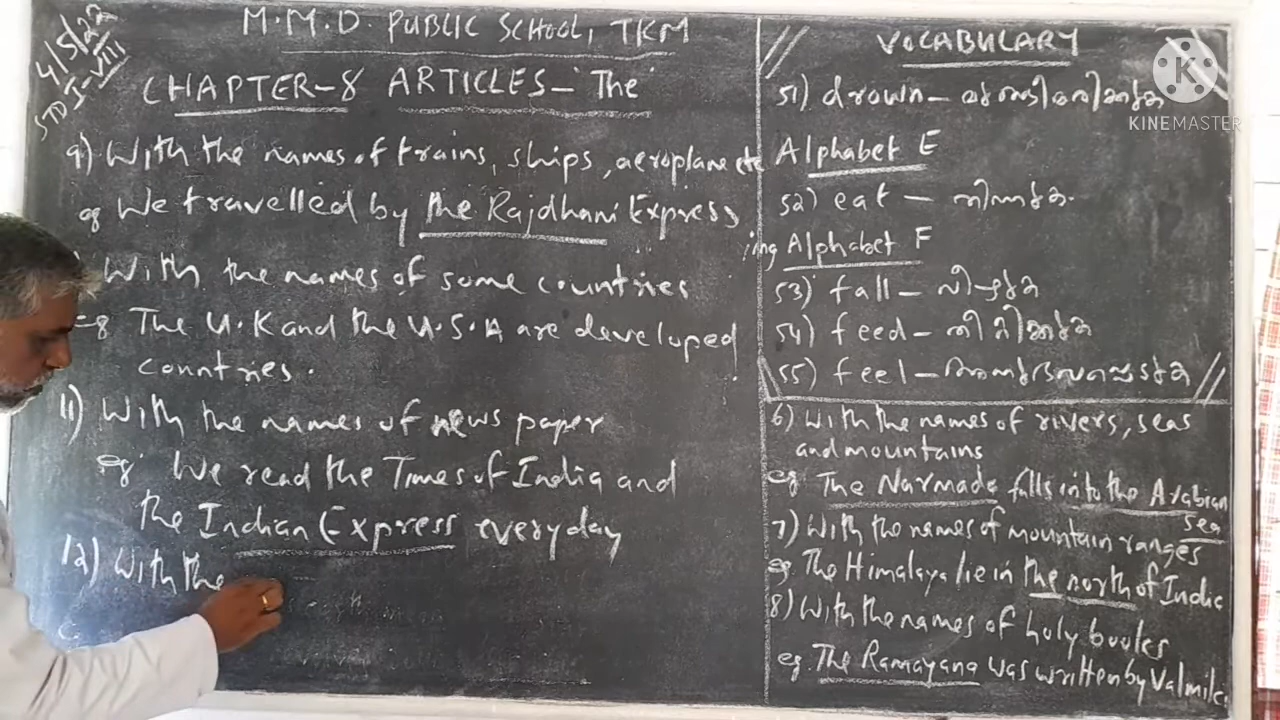 4/5/22
STD I-VIII
M.M.D. PUBLIC SCHOOL, TKM
CHAPTER-8 ARTICLES- 'The'
9) With the names of trains, ships, aeroplane etc
eg We travelled by the Rajdhani Express
) With the names of some countries
eg The U.K and the U.S.A are developed
countries.
11) With the names of news paper
eg: We read the Times of India and
the Indian Express everyday
12) With the
VOCABULARY
51) drown-
Alphabet E
52) eat - തിന്നുക
ing Alphabet F
53) fall - വീഴുക
54) feed -
55) feel -
6) With the names of rivers, seas
and mountains
eg: The Narmada falls into the Arabian
sea
7) With the names of mountain ranges
eg. The Himalaya lie in the north of India
8) With the names of holy books
eg. The Ramayana was written by Valmiki
K
KINEMASTER